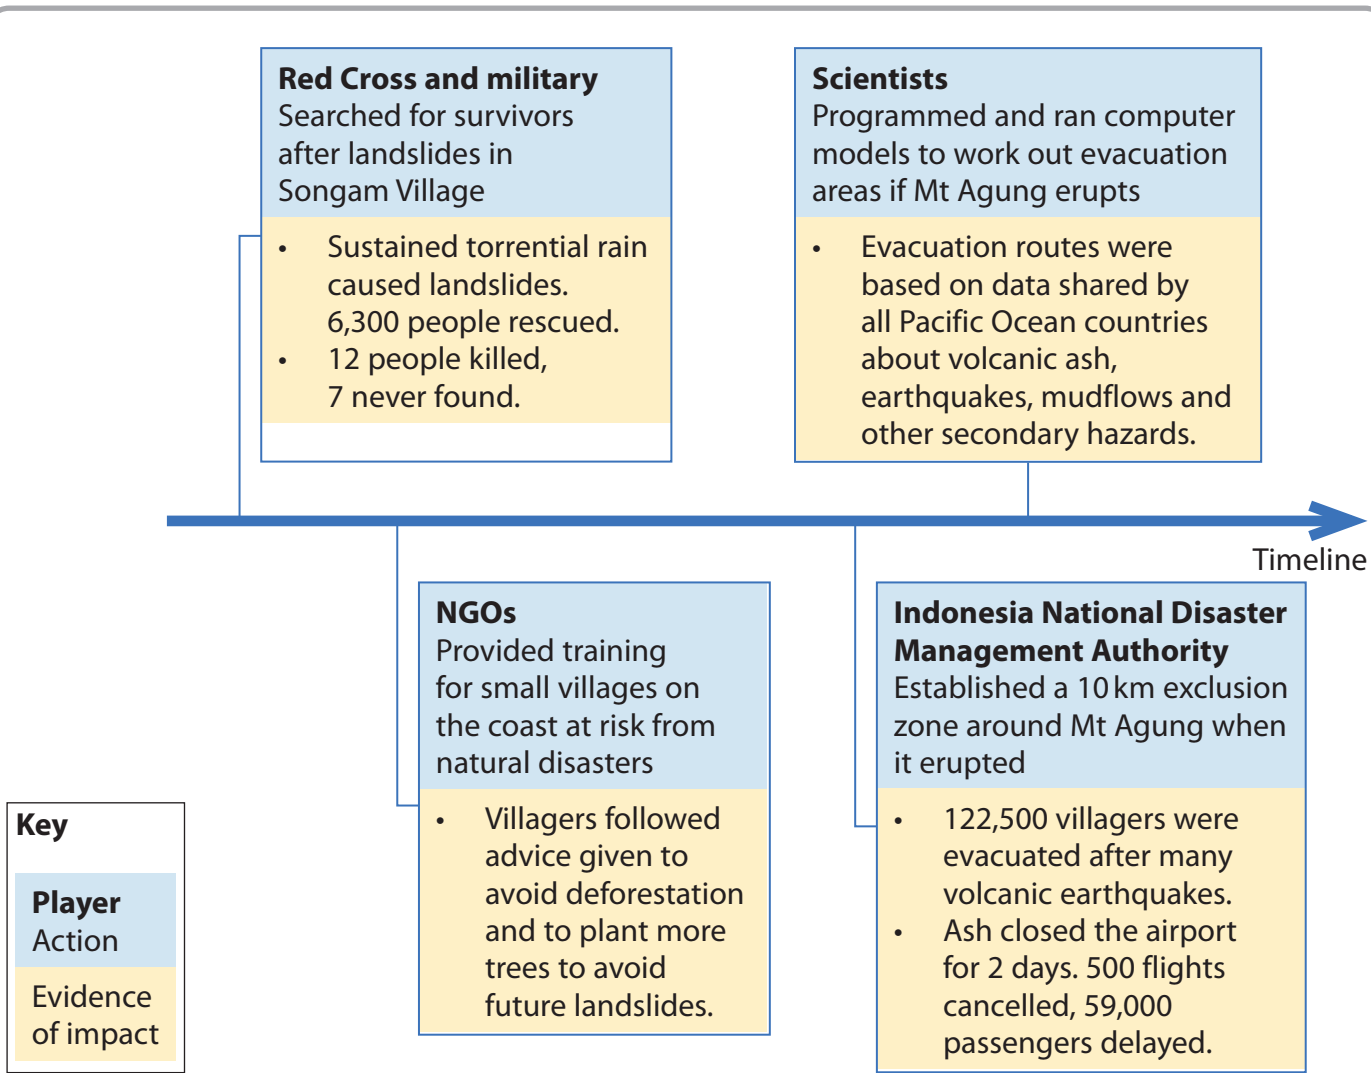 Red Cross and military
Searched for survivors
after landslides in
Songam Village
• Sustained torrential rain
caused landslides.
6,300 people rescued.
• 12 people killed,
7 never found.
Scientists
Programmed and ran computer
models to work out evacuation
areas if Mt Agung erupts
• Evacuation routes were
based on data shared by
all Pacific Ocean countries
about volcanic ash,
earthquakes, mudflows and
other secondary hazards.
Timeline
NGOs
Provided training
for small villages on
the coast at risk from
natural disasters
• Villagers followed
advice given to
avoid deforestation
and to plant more
trees to avoid
future landslides.
Indonesia National Disaster
Management Authority
Established a 10 km exclusion
zone around Mt Agung when
it erupted
• 122,500 villagers were
evacuated after many
volcanic earthquakes.
• Ash closed the airport
for 2 days. 500 flights
cancelled, 59,000
passengers delayed.
Key
Player
Action
Evidence
of impact